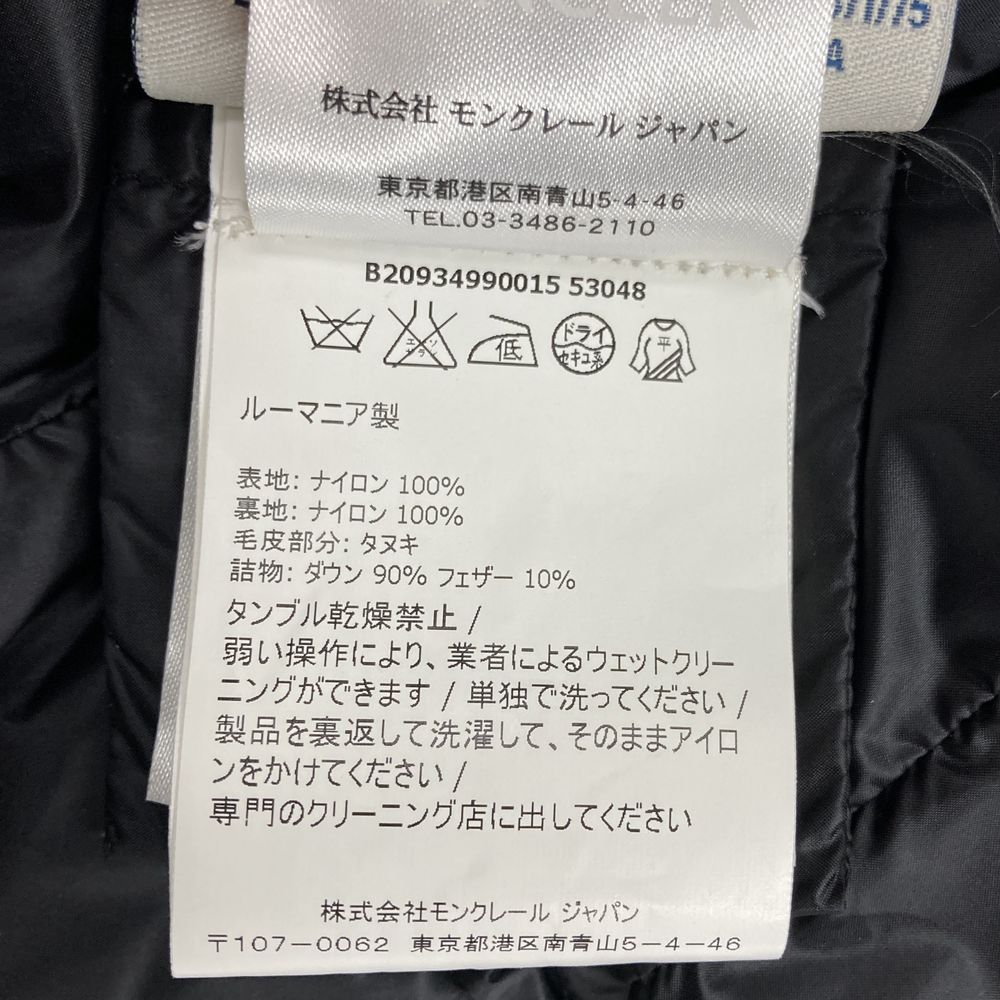 株式会社 モンクレール ジャパン
東京都港区南青山5-4-46
TEL.03-3486-2110
B20934990015 53048
エンソ
サラシ
低
ドライ
セキユ系
平
ルーマニア製
表地: ナイロン 100%
裏地: ナイロン 100%
毛皮部分: タヌキ
詰物: ダウン 90% フェザー 10%
タンブル乾燥禁止 /
弱い操作により、業者によるウェットクリー
ニングができます / 単独で洗ってください /
製品を裏返して洗濯して、そのままアイロ
ンをかけてください /
専門のクリーニング店に出してください
株式会社モンクレール ジャパン
〒107－0062 東京都港区南青山5－4－46